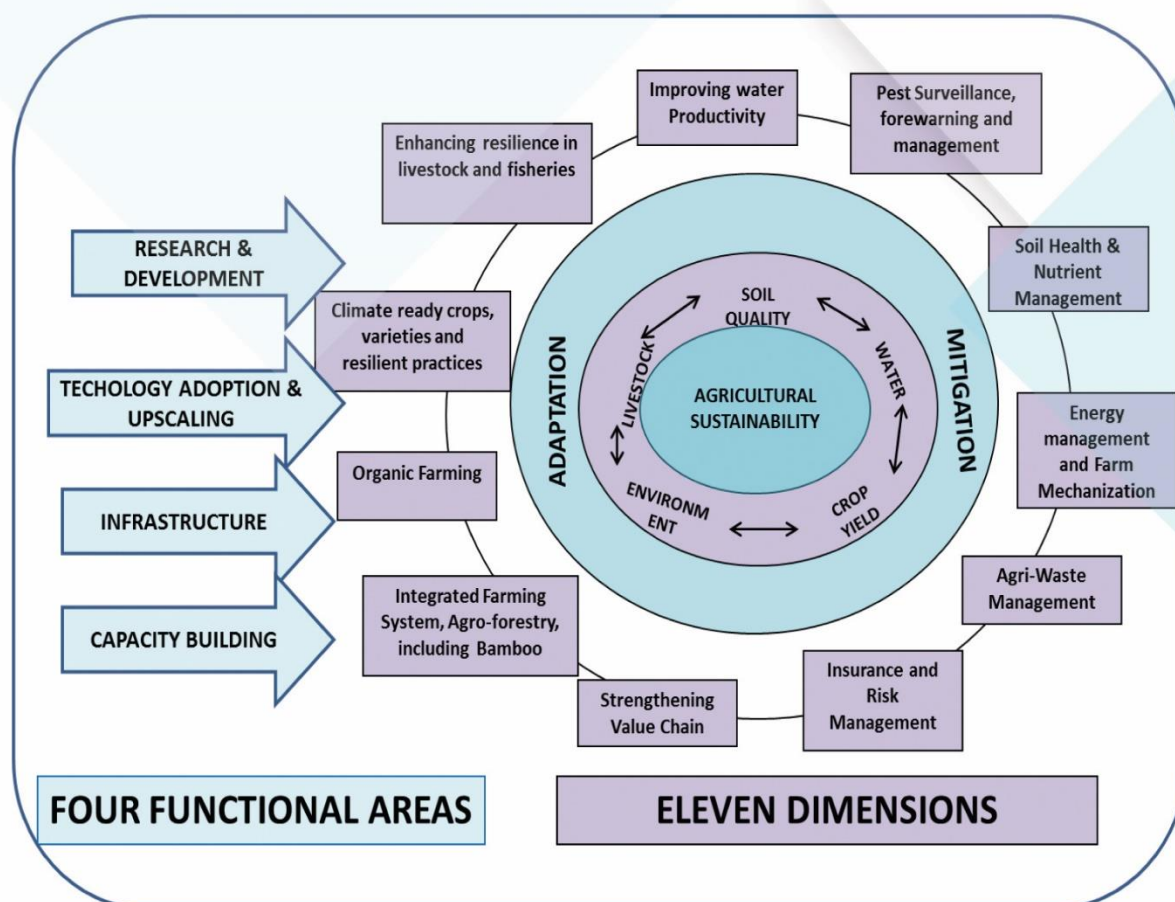 Improving water
Productivity
Pest Surveillance,
forewarning and
management
Enhancing resilience in
livestock and fisheries
RESEARCH &
DEVELOPMENT
Soil Health &
Nutrient
Management
Climate ready crops,
varieties and
resilient practices
TECHOLOGY ADOPTION &
UPSCALING
Energy
management
and Farm
Mechanization
Organic Farming
INFRASTRUCTURE
Agri-Waste
Management
Integrated Farming
System, Agro-forestry,
including Bamboo
CAPACITY BUILDING
Insurance and
Risk
Management
Strengthening
Value Chain
ADAPTATION
MITIGATION
SOIL
QUALITY
WATER
CROP
YIELD
ENVIRONM
ENT
LIVESTOCK
AGRICULTURAL
SUSTAINABILITY
FOUR FUNCTIONAL AREAS
ELEVEN DIMENSIONS